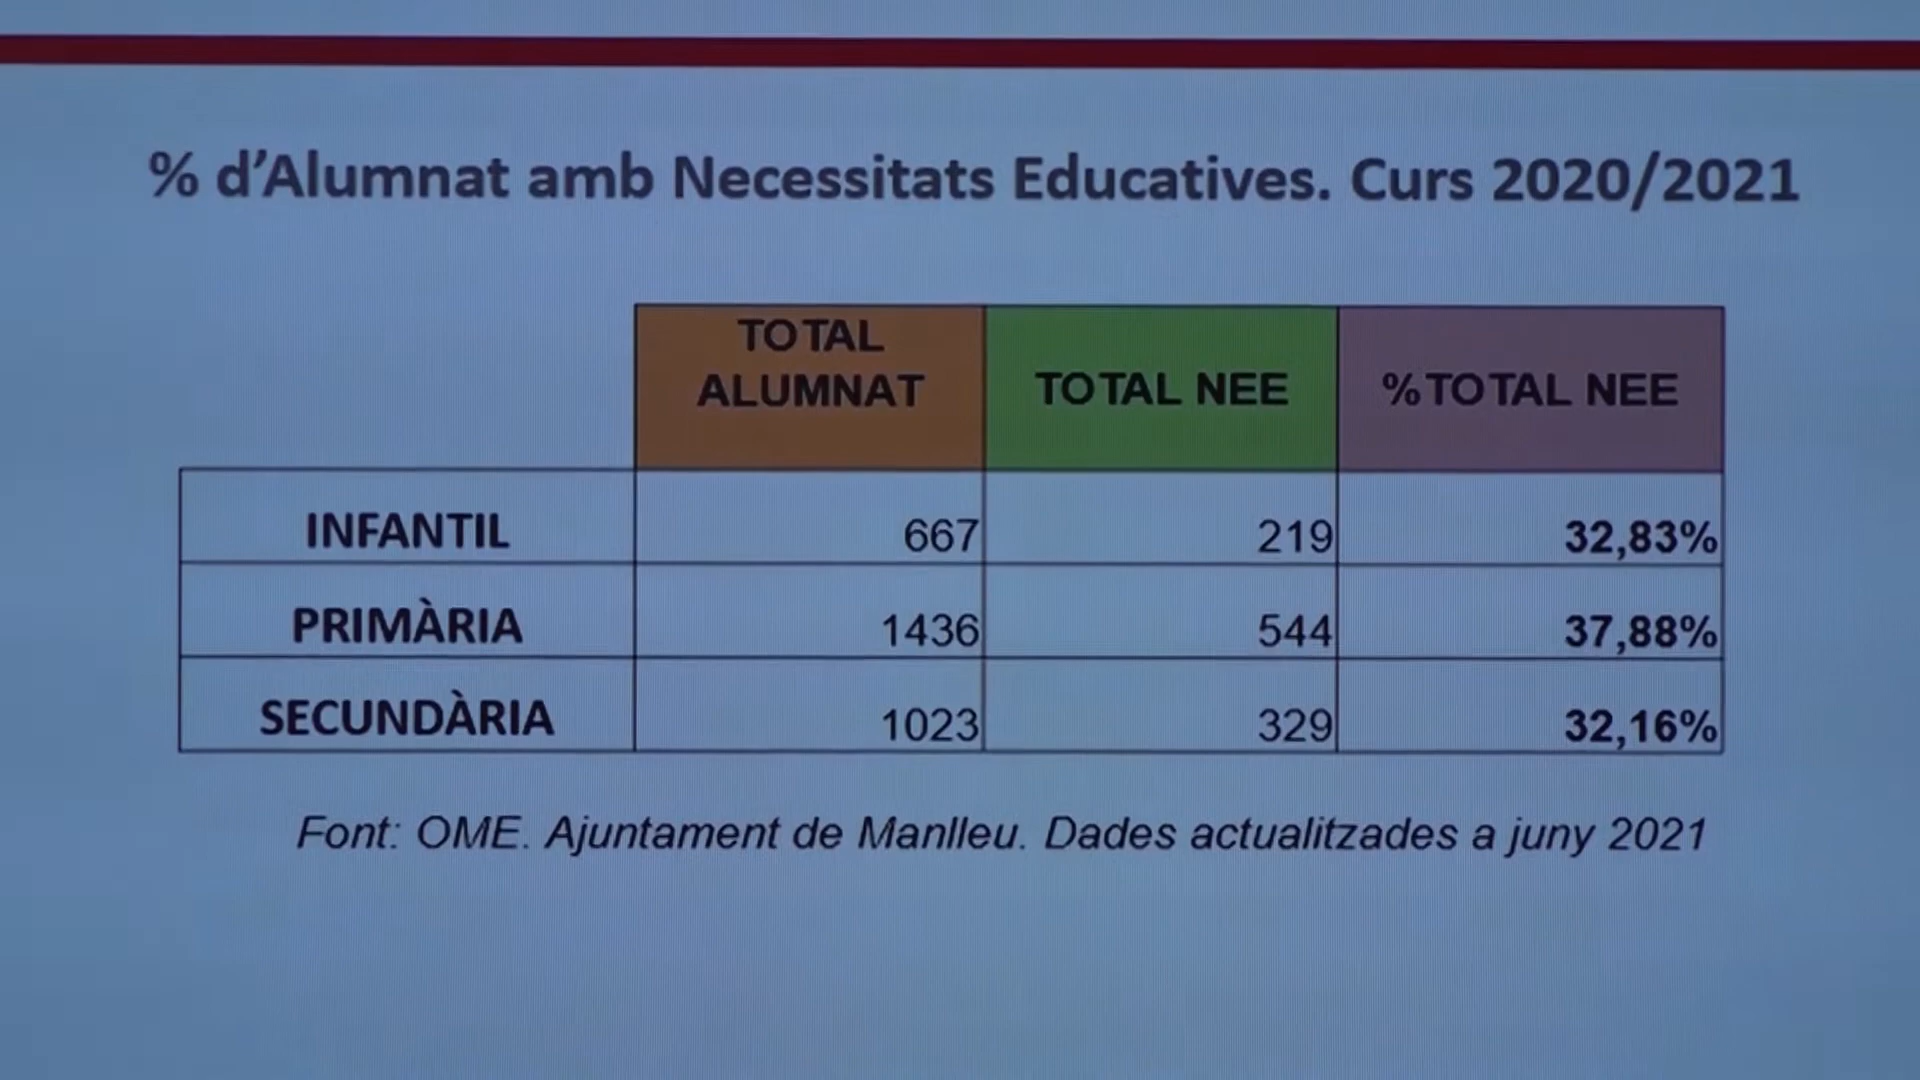 % d'Alumnat amb Necessitats Educatives. Curs 2020/2021
TOTAL
ALUMNAT
TOTAL NEE
%TOTAL NEE
INFANTIL 667 219 32,83%
PRIMÀRIA 1436 544 37,88%
SECUNDÀRIA 1023 329 32,16%
Font: OME. Ajuntament de Manlleu. Dades actualitzades a juny 2021